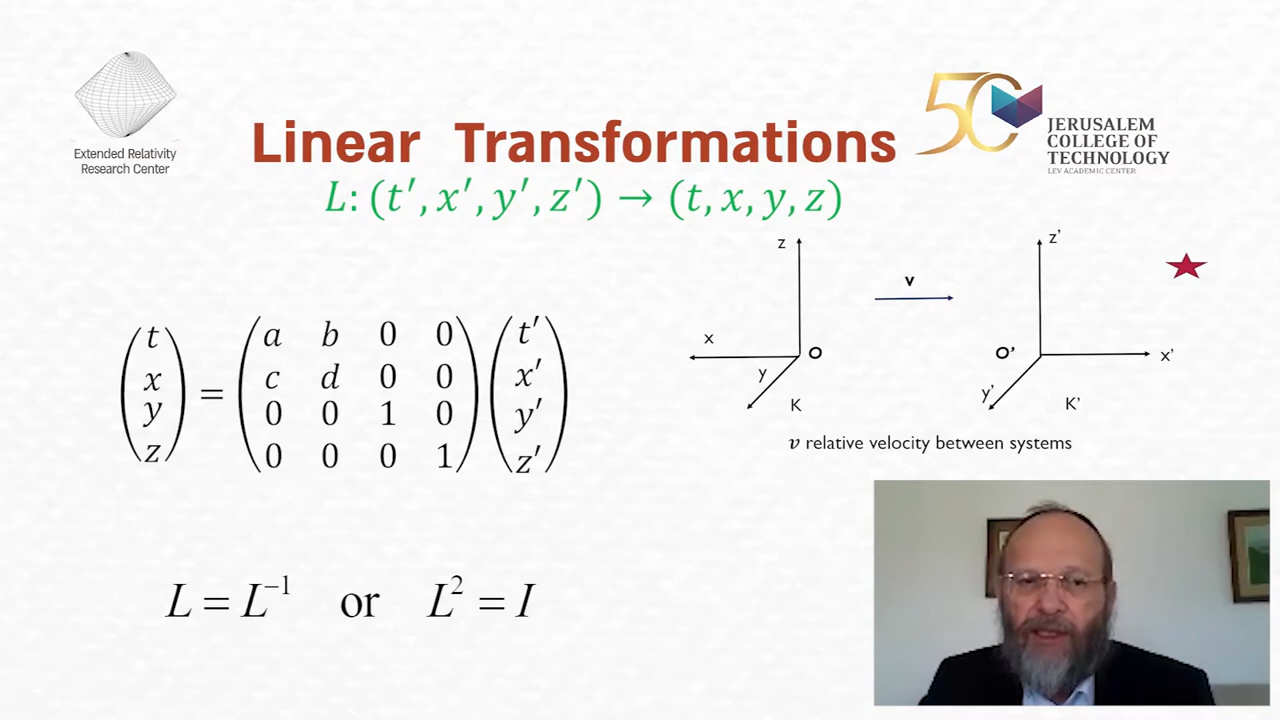 Extended Relativity
Research Center
50
JERUSALEM
COLLEGE OF
TECHNOLOGY
LEV ACADEMIC CENTER
Linear Transformations
L: (t′, x′, y′, z′) → (t, x, y, z)
z
z'
v
x
O
O'
x'
y
y'
K
K'
v relative velocity between systems
t a b 0 0 t′
x c d 0 0 x′
y = 0 0 1 0 y′
z 0 0 0 1 z′
L = L⁻¹ or L² = I